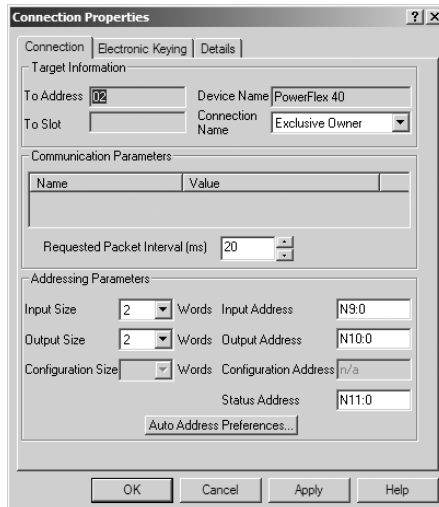 Connection Properties
Connection Electronic Keying Details
Target Information
To Address 02 Device Name PowerFlex 40
To Slot Connection Name Exclusive Owner
Communication Parameters
Name Value
Requested Packet Interval (ms) 20
Addressing Parameters
Input Size 2 Words Input Address N9:0
Output Size 2 Words Output Address N10:0
Configuration Size Words Configuration Address n/a
Status Address N11:0
Auto Address Preferences...
OK Cancel Apply Help